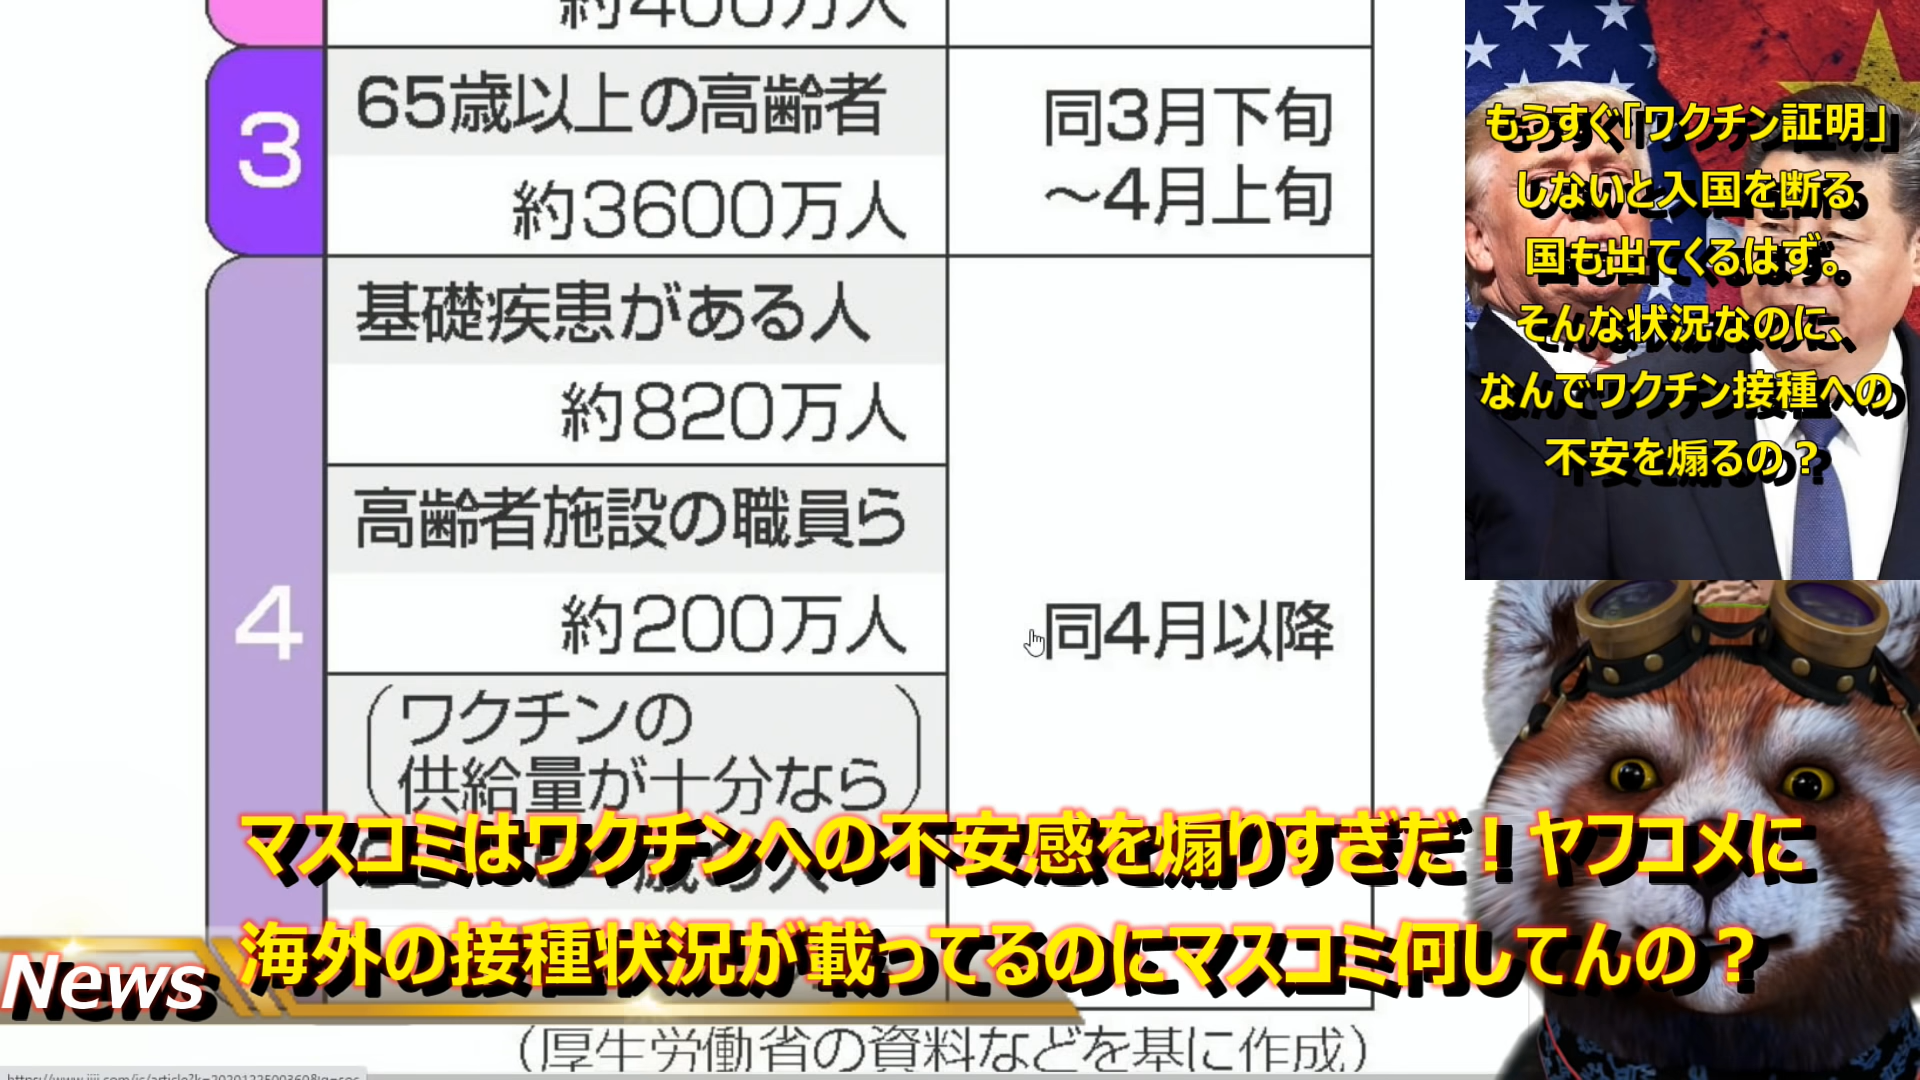 約400万人
3
65歳以上の高齢者
約3600万人
同3月下旬
～4月上旬
4
基礎疾患がある人
約820万人
高齢者施設の職員ら
約200万人
同4月以降
（ワクチンの
供給量が十分なら）
（厚生労働省の資料などを基に作成）
もうすぐ「ワクチン証明」
しないと入国を断る
国も出てくるはず。
そんな状況なのに、
なんでワクチン接種への
不安を煽るの？
マスコミはワクチンへの不安感を煽りすぎだ！ヤフコメに
海外の接種状況が載ってるのにマスコミ何してんの？
News